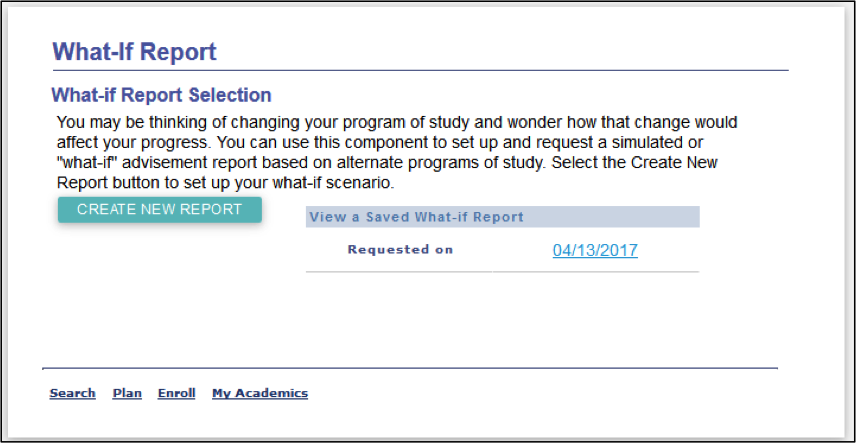 What-If Report
What-if Report Selection
You may be thinking of changing your program of study and wonder how that change would
affect your progress. You can use this component to set up and request a simulated or
"what-if" advisement report based on alternate programs of study. Select the Create New
Report button to set up your what-if scenario.
CREATE NEW REPORT
View a Saved What-if Report
Requested on 04/13/2017
Search Plan Enroll My Academics